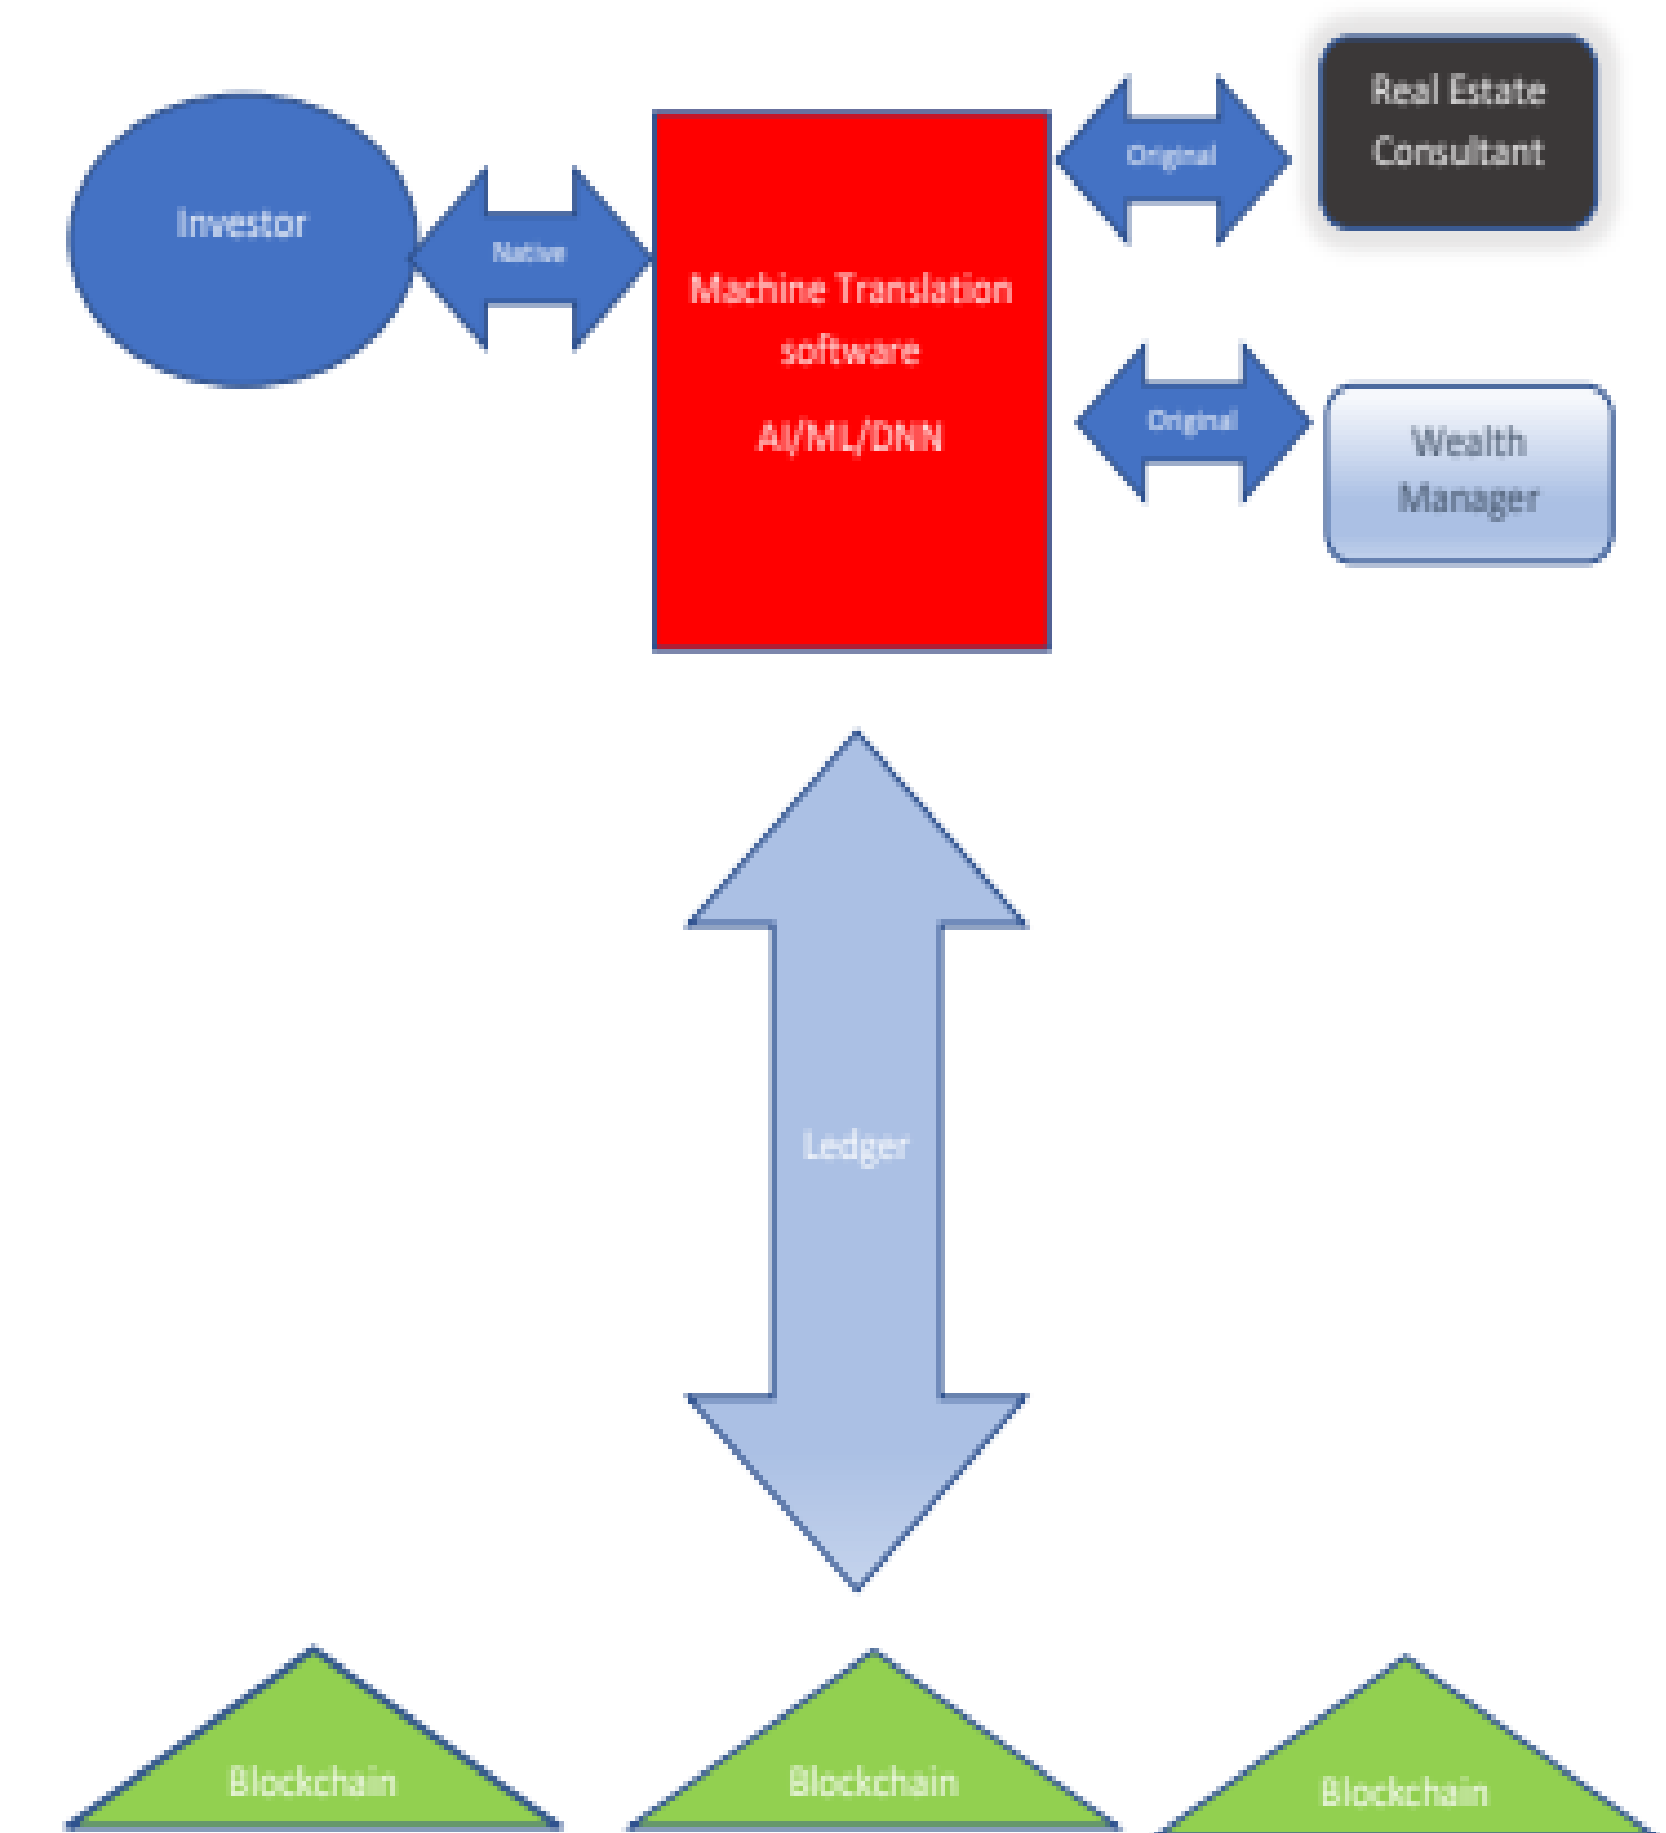 Investor
Native
Machine Translation
software
AI/ML/DNN
Original
Real Estate
Consultant
Original
Wealth
Manager
Ledger
Blockchain
Blockchain
Blockchain